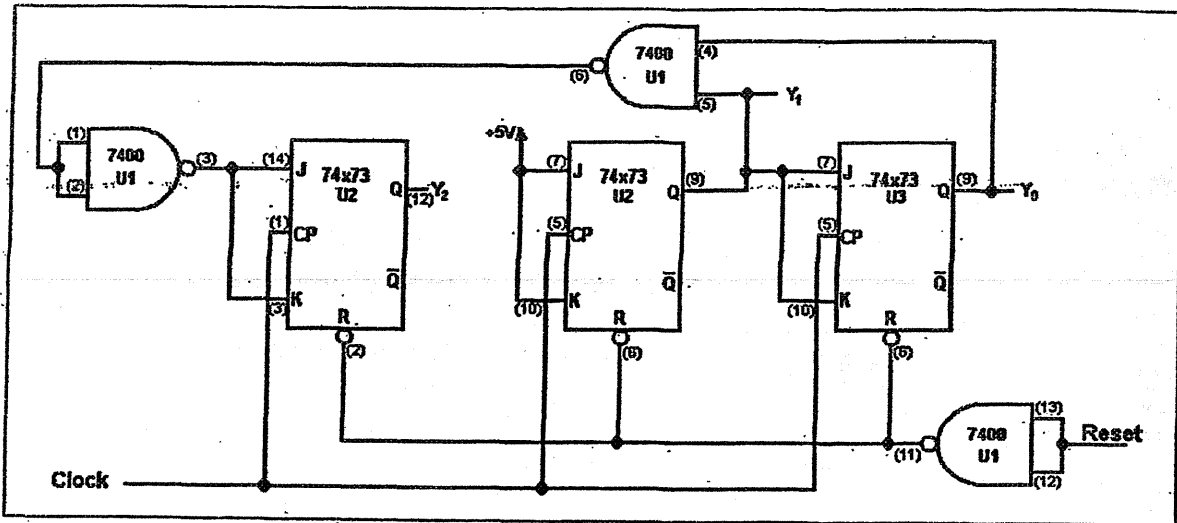 7400
U1
(4)
(5)
(6)
Y₁
(1)
(2)
7400
U1
(3)
(14)
J
74x73
U2
Q
(12)
Y₂
(1)
CP
Q̅
(3)
K
R
(2)
+5V
(7)
J
74x73
U2
Q
(9)
(5)
CP
Q̅
(10)
K
R
(6)
(7)
J
74x73
U3
Q
(9)
Y₀
(5)
CP
Q̅
(10)
K
R
(6)
(13)
7400
U1
(11)
(12)
Reset
Clock